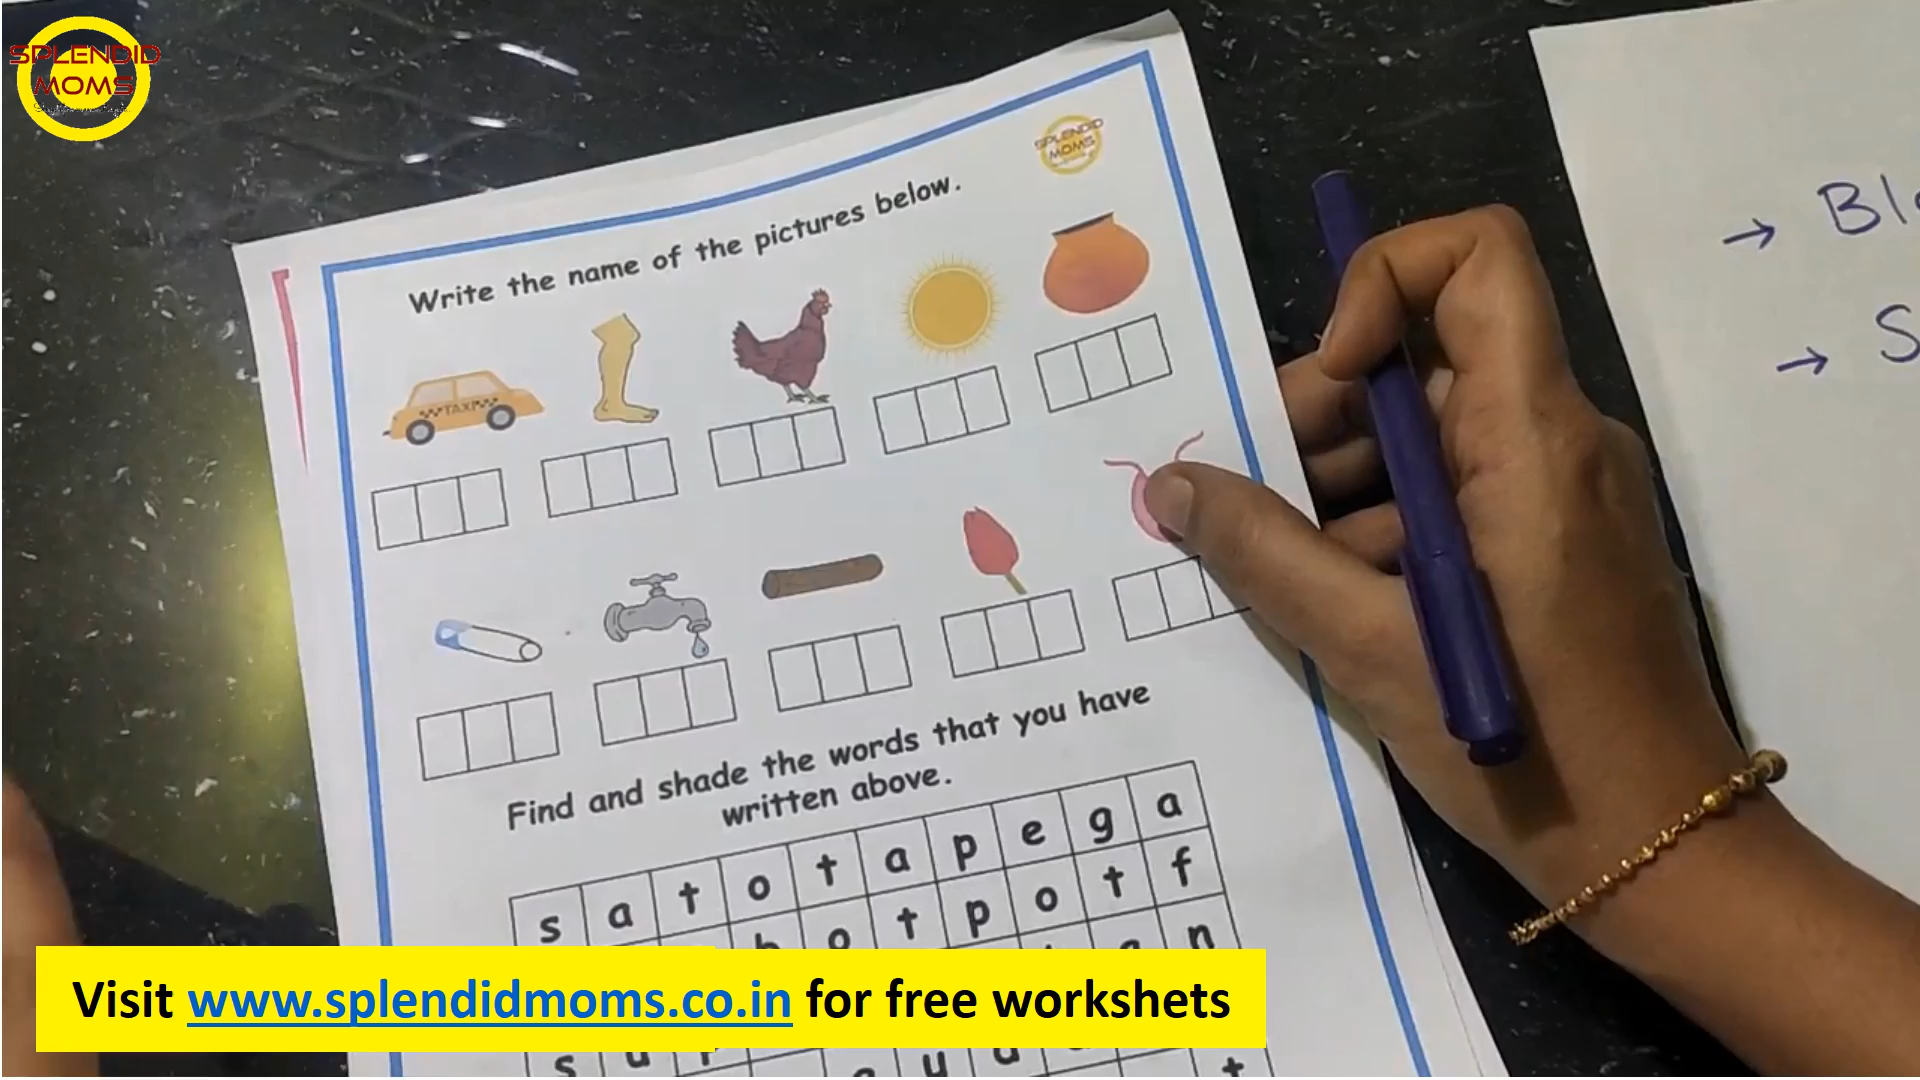 SPLENDID
MOMS
SPLENDID
MOMS
Write the name of the pictures below.
TAXI
Find and shade the words that you have
written above.
s a t o t a p e g a
o t p o t f
n
Visit www.splendidmoms.co.in for free workshets
s u
u
t
→ Bl
→ S